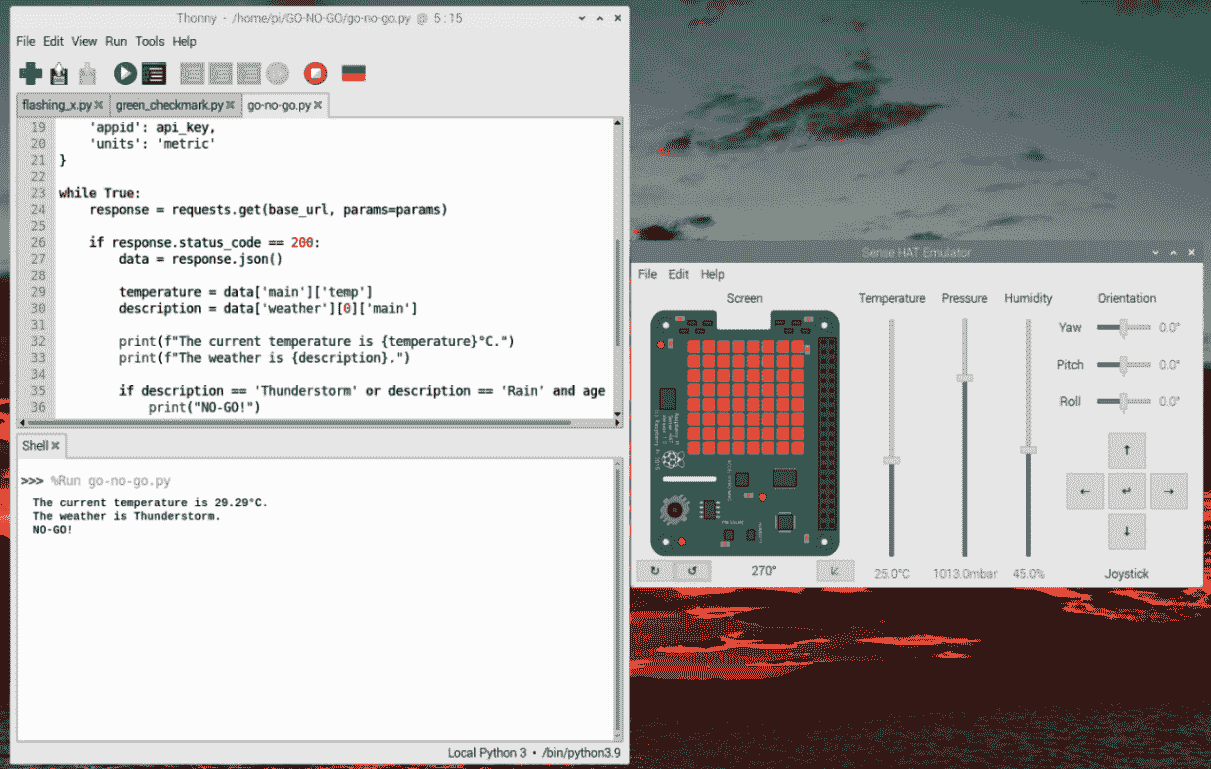 Thonny - /home/pi/GO-NO-GO/go-no-go.py @ 5:15
File Edit View Run Tools Help
flashing_x.py green_checkmark.py go-no-go.py
19 'appid': api_key,
20 'units': 'metric'
21 }
22
23 while True:
24 response = requests.get(base_url, params=params)
25
26 if response.status_code == 200:
27 data = response.json()
28
29 temperature = data['main']['temp']
30 description = data['weather'][0]['main']
31
32 print(f"The current temperature is {temperature}°C.")
33 print(f"The weather is {description}.")
34
35 if description == 'Thunderstorm' or description == 'Rain' and age
36 print("NO-GO!")
Shell
>>> %Run go-no-go.py
The current temperature is 29.29°C.
The weather is Thunderstorm.
NO-GO!
Local Python 3 • /bin/python3.9
Sense HAT Emulator
File Edit Help
Screen Temperature Pressure Humidity Orientation
Yaw 0.0°
Pitch 0.0°
Roll 0.0°
↑
← ↵ →
↓
270° 25.0°C 1013.0mbar 45.0% Joystick